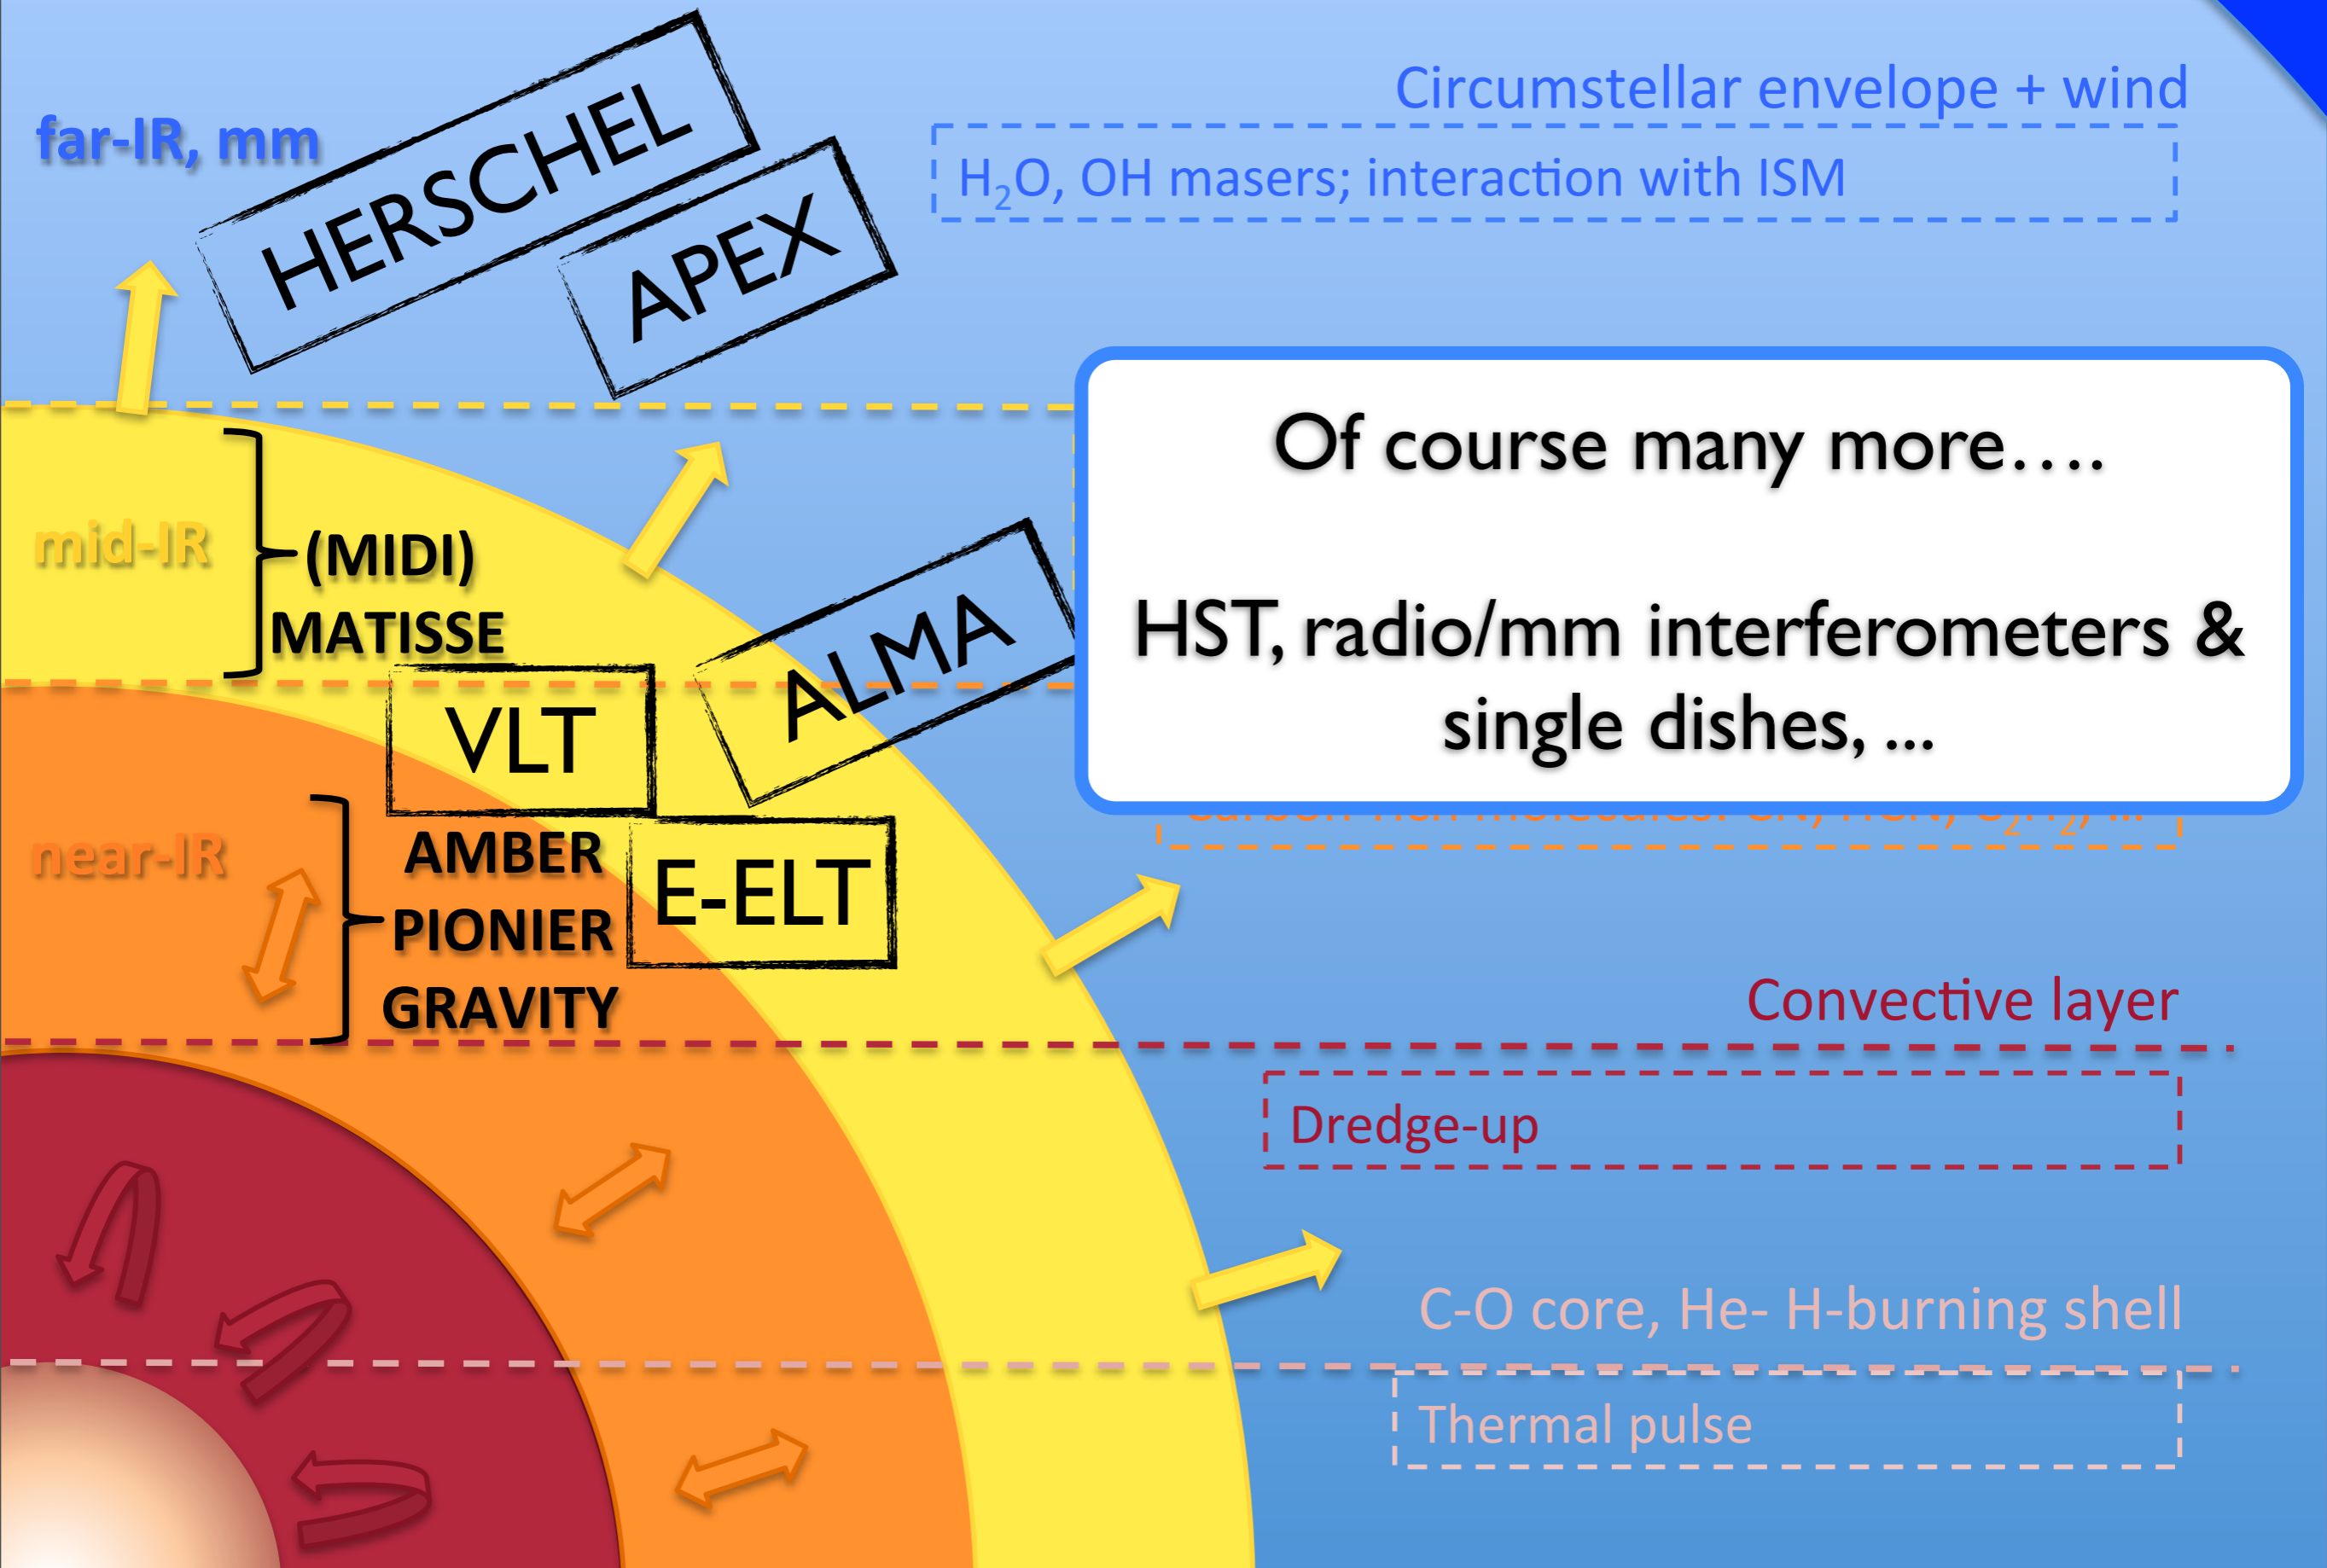 Circumstellar envelope + wind
far-IR, mm
HERSCHEL
H₂O, OH masers; interaction with ISM
APEX
Of course many more….
mid-IR
(MIDI)
MATISSE
ALMA
HST, radio/mm interferometers &
single dishes, ...
VLT
near-IR
AMBER
PIONIER
GRAVITY
E-ELT
Convective layer
Dredge-up
C-O core, He- H-burning shell
Thermal pulse